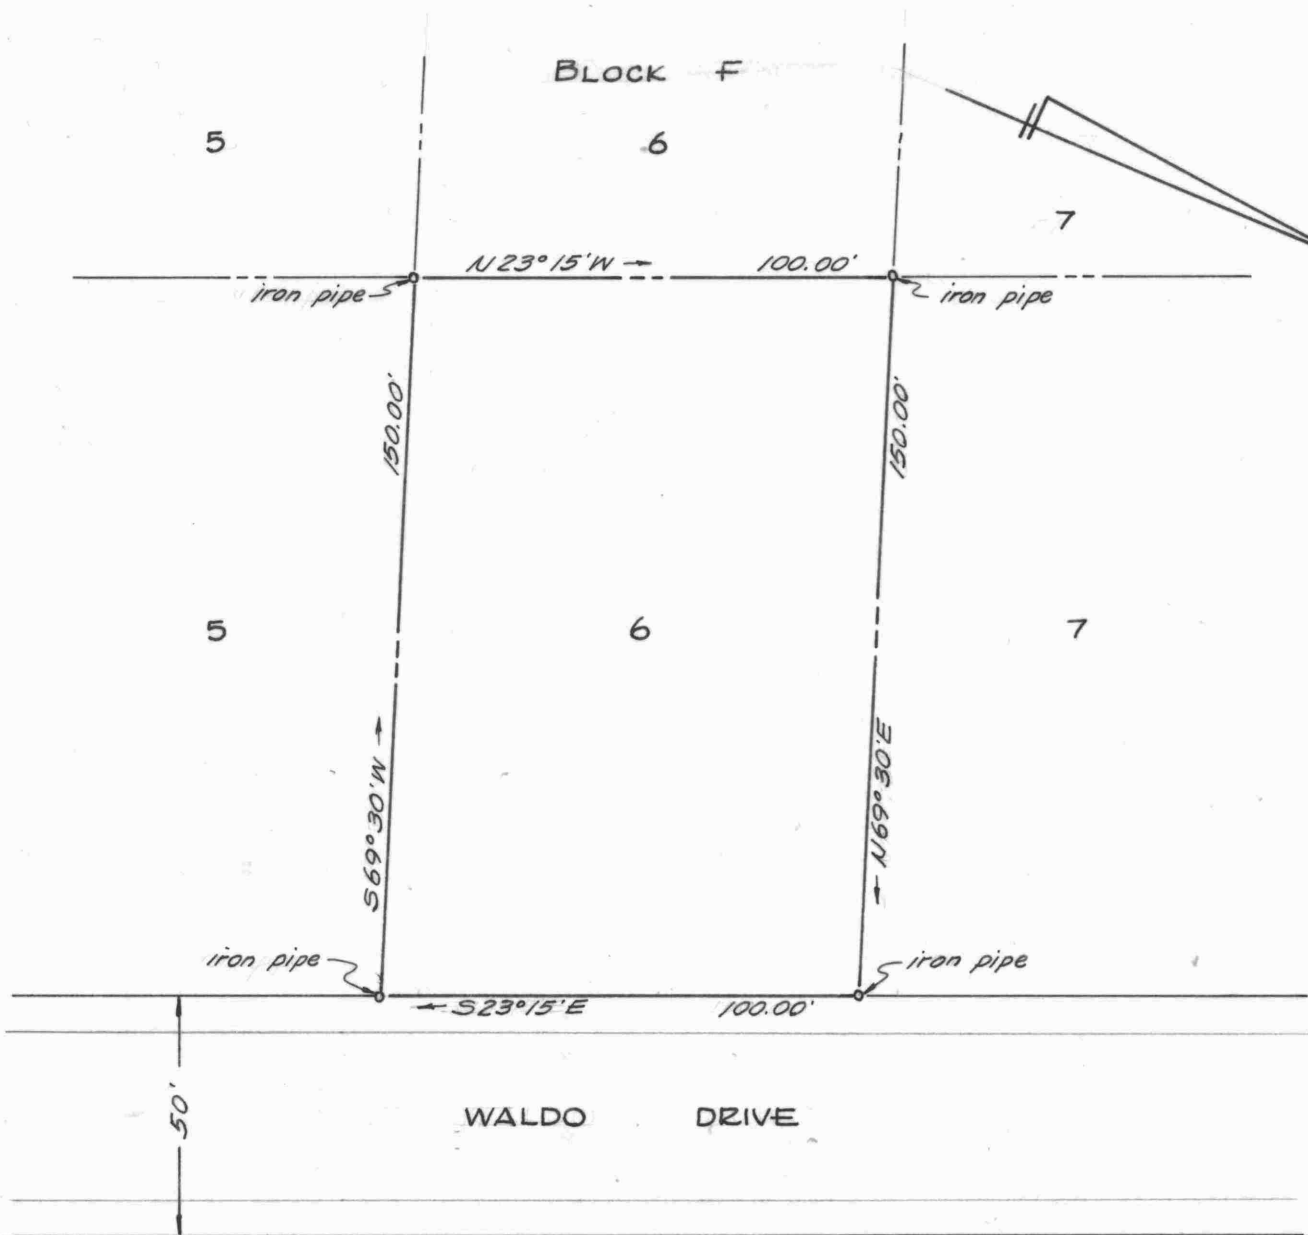 BLOCK F
5
6
7
N23°15'W → 100.00'
iron pipe
iron pipe
150.00'
150.00'
5
6
7
S69°30'W →
← N69°30'E
iron pipe
iron pipe
← S23°15'E 100.00'
50'
WALDO DRIVE